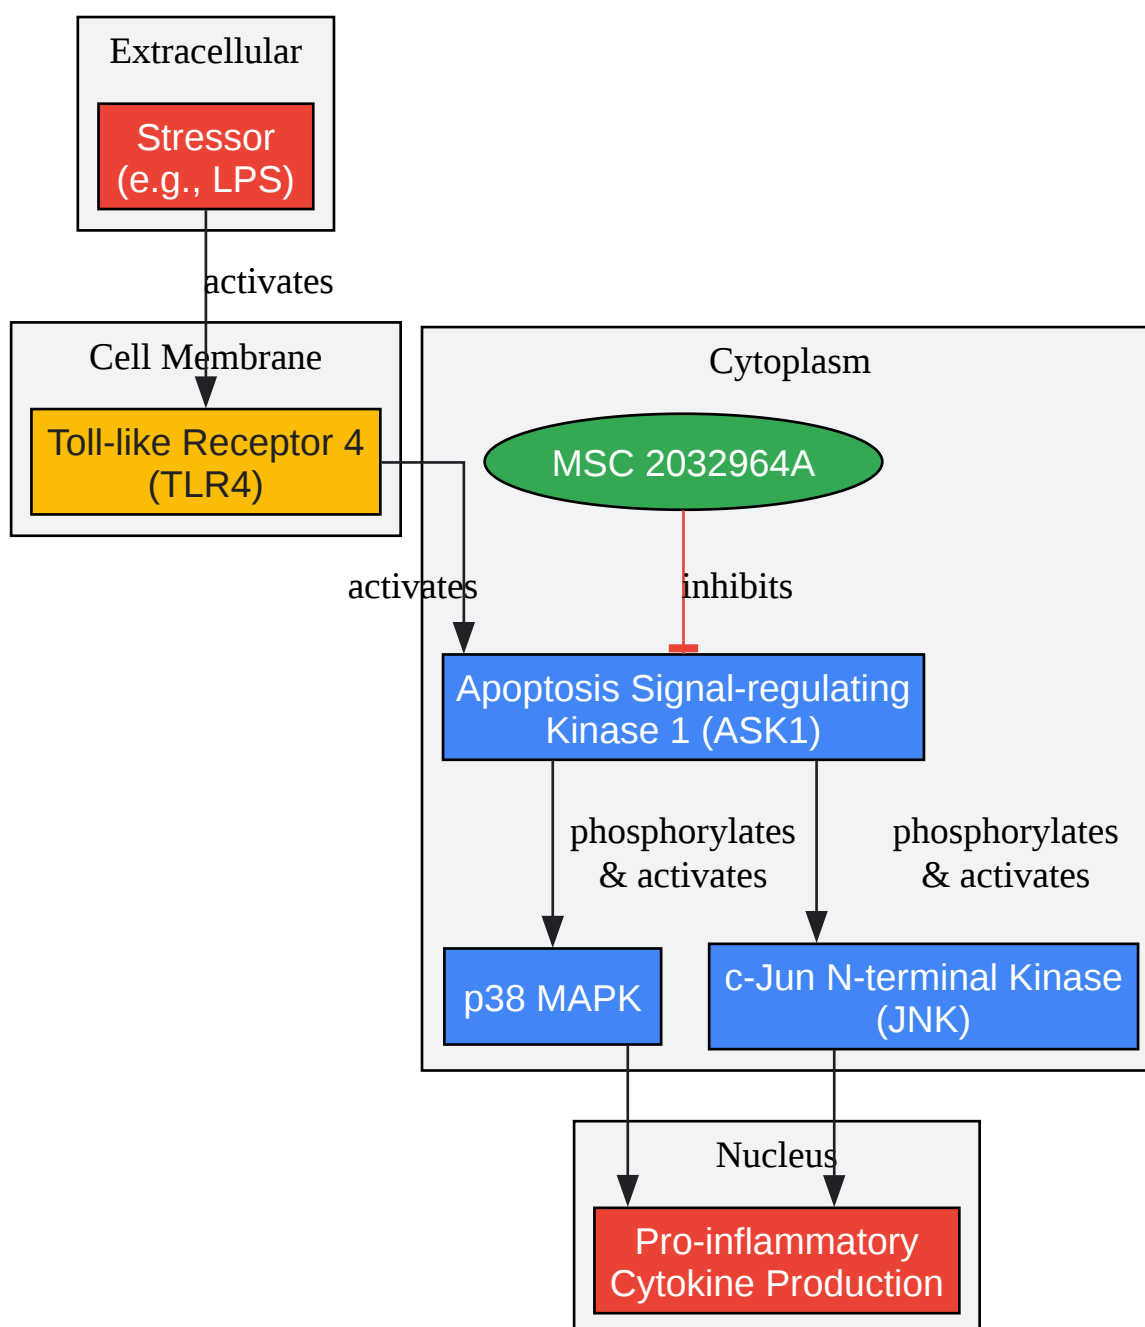 Extracellular
Stressor
(e.g., LPS)
activates
Cell Membrane
Toll-like Receptor 4
(TLR4)
Cytoplasm
MSC 2032964A
activates
inhibits
Apoptosis Signal-regulating
Kinase 1 (ASK1)
phosphorylates
& activates
phosphorylates
& activates
p38 MAPK
c-Jun N-terminal Kinase
(JNK)
Nucleus
Pro-inflammatory
Cytokine Production